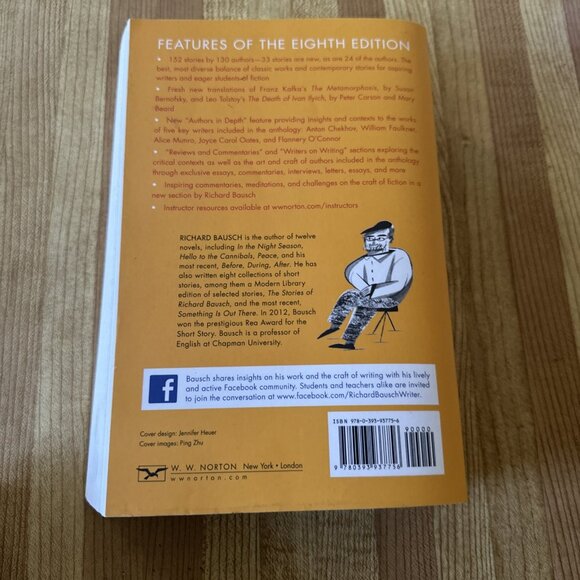 FEATURES OF THE EIGHTH EDITION
• 152 stories by 130 authors—33 stories are new, as are 24 of the authors. The
best, most diverse balance of classic works and contemporary stories for aspiring
writers and eager students of fiction
• Fresh new translations of Franz Kafka's The Metamorphosis, by Susan
Bernofsky, and Leo Tolstoy's The Death of Ivan Ilyich, by Peter Carson and Mary
Beard
• New "Authors in Depth" feature providing insights and contexts to the works
of five key writers included in the anthology: Anton Chekhov, William Faulkner,
Alice Munro, Joyce Carol Oates, and Flannery O'Connor
• "Reviews and Commentaries" and "Writers on Writing" sections exploring the
critical contexts as well as the art and craft of authors included in the anthology
through exclusive essays, commentaries, interviews, letters, essays, and more
• Inspiring commentaries, meditations, and challenges on the craft of fiction in a
new section by Richard Bausch
• Instructor resources available at wwnorton.com/instructors
RICHARD BAUSCH is the author of twelve
novels, including In the Night Season,
Hello to the Cannibals, Peace, and his
most recent, Before, During, After. He has
also written eight collections of short
stories, among them a Modern Library
edition of selected stories, The Stories of
Richard Bausch, and the most recent,
Something Is Out There. In 2012, Bausch
won the prestigious Rea Award for the
Short Story. Bausch is a professor of
English at Chapman University.
f
Bausch shares insights on his work and the craft of writing with his lively
and active Facebook community. Students and teachers alike are invited
to join the conversation at www.facebook.com/RichardBauschWriter.
Cover design: Jennifer Heuer
Cover images: Ping Zhu
W. W. NORTON New York • London
wwnorton.com
ISBN 978-0-393-93775-6
90000
9 780393 937756